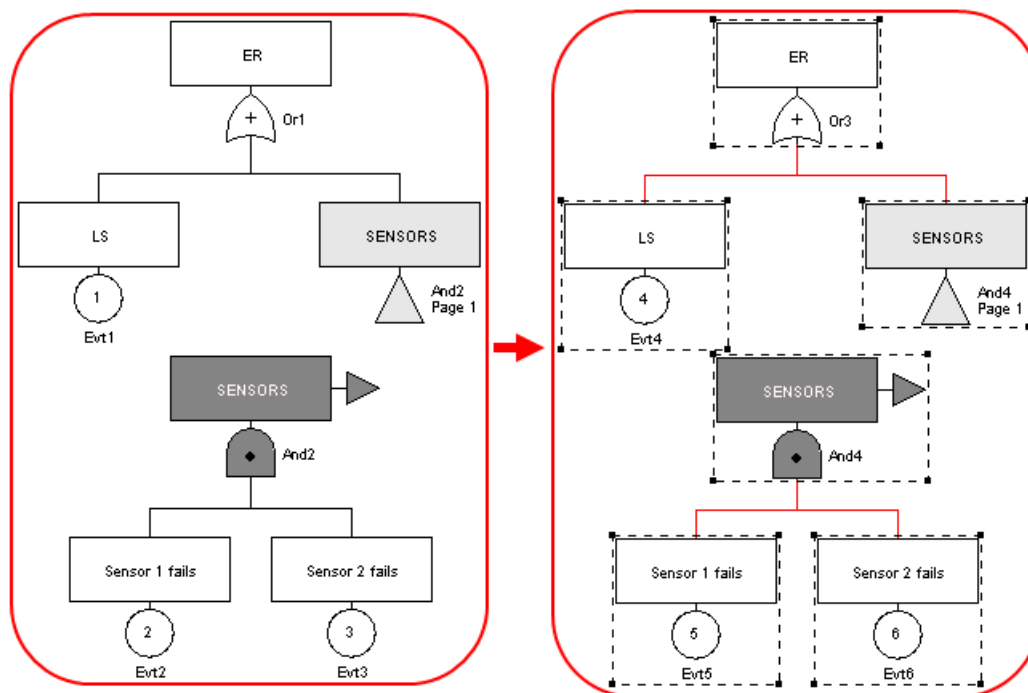 ER
+
Or1
LS
SENSORS
1
And2
Page 1
Evt1
SENSORS
And2
Sensor 1 fails
Sensor 2 fails
2
3
Evt2
Evt3
ER
+
Or3
LS
SENSORS
4
And4
Page 1
Evt4
SENSORS
And4
Sensor 1 fails
Sensor 2 fails
5
6
Evt5
Evt6